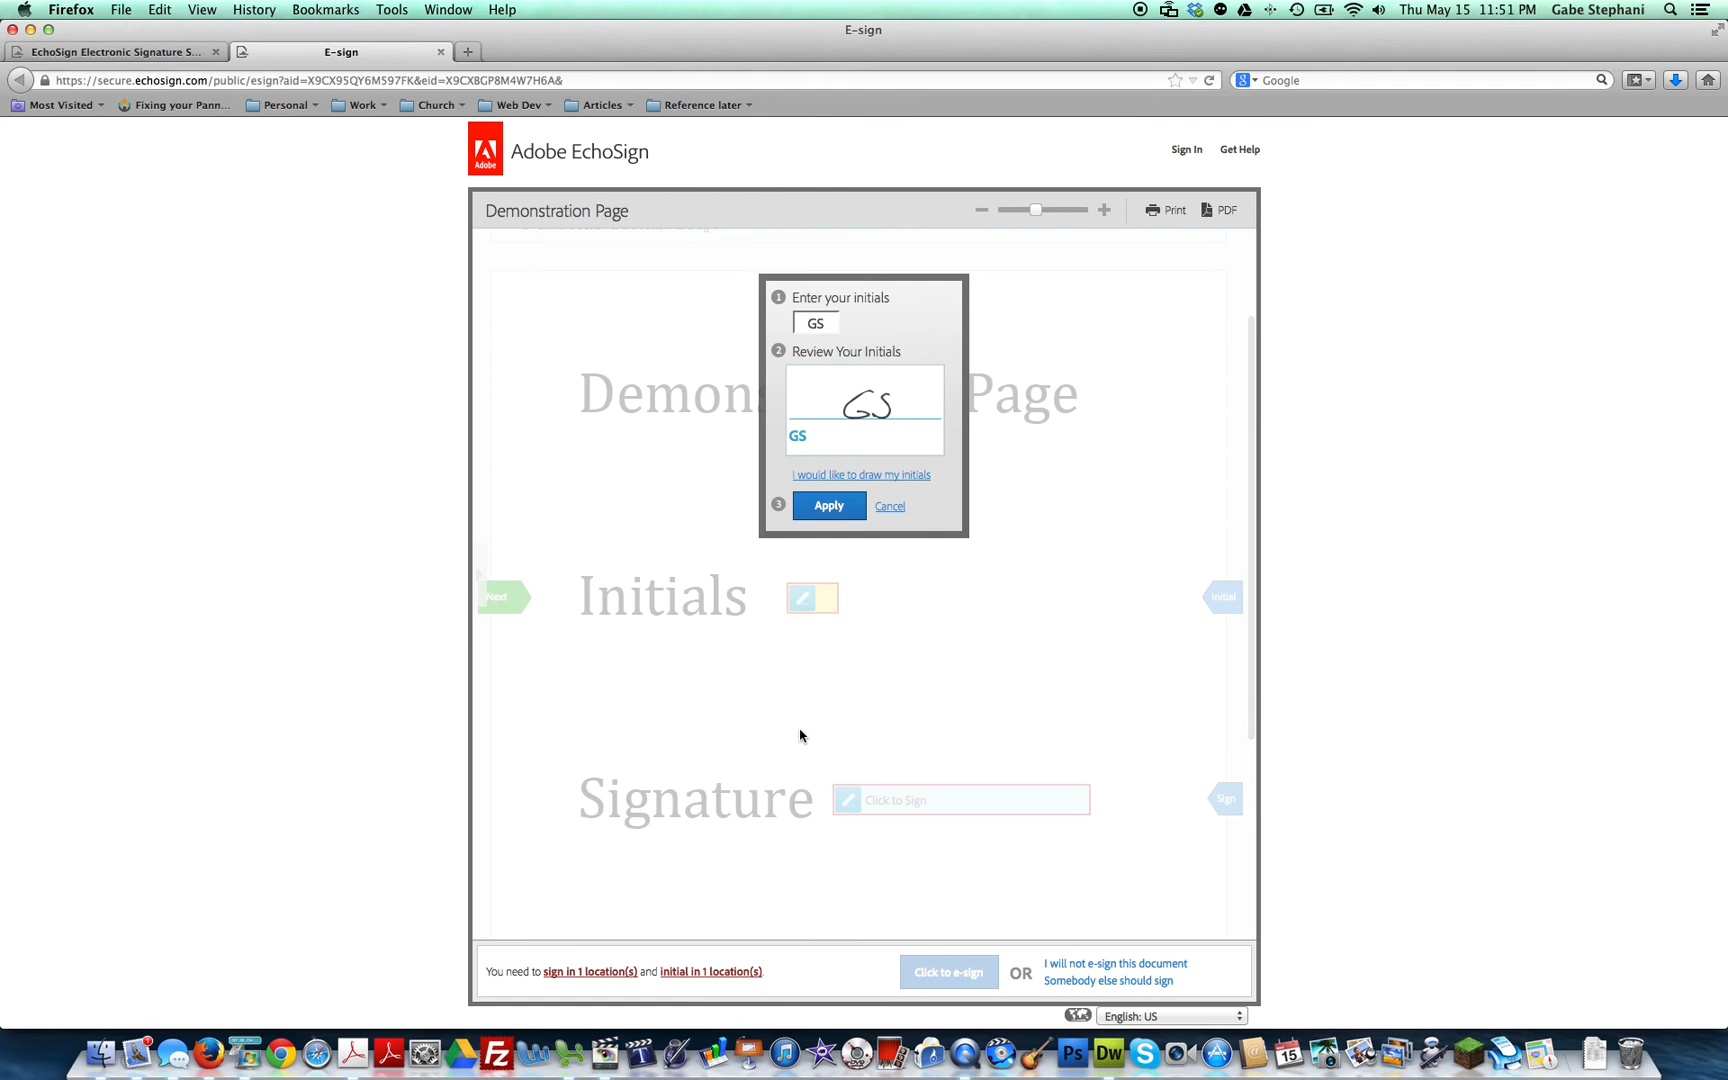 Firefox File Edit View History Bookmarks Tools Window Help Thu May 15 11:51 PM Gabe Stephani
E-sign
EchoSign Electronic Signature S... E-sign
https://secure.echosign.com/public/esign?aid=X9CX95QY6M597FK&eid=X9CX8GP8M4W7H6A& Google
Most Visited Fixing your Pann... Personal Work Church Web Dev Articles Reference later
Adobe
Adobe EchoSign
Sign In Get Help
Demonstration Page
Print PDF
1 Enter your initials
GS
2 Review Your Initials
GS
GS
I would like to draw my initials
3 Apply Cancel
Demons Page
Next Initials Initial
Signature Click to Sign Sign
You need to sign in 1 location(s) and initial in 1 location(s).
Click to e-sign OR
I will not e-sign this document
Somebody else should sign
English: US